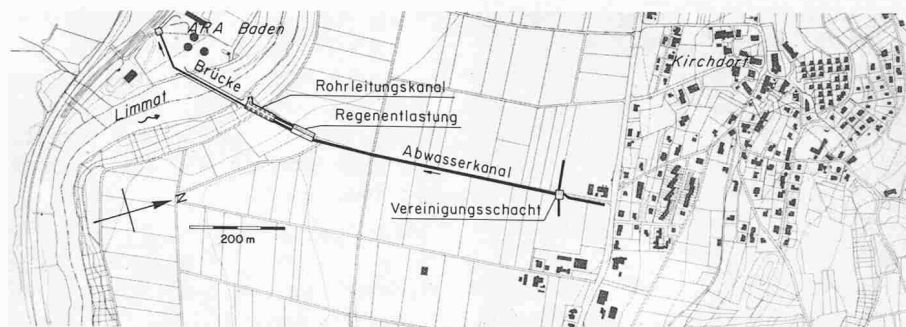 ARA Baden
Kirchdorf
Brücke
Rohrleitungskanal
Limmat
Regenentlastung
Abwasserkanal
N
Vereinigungsschacht
200 m